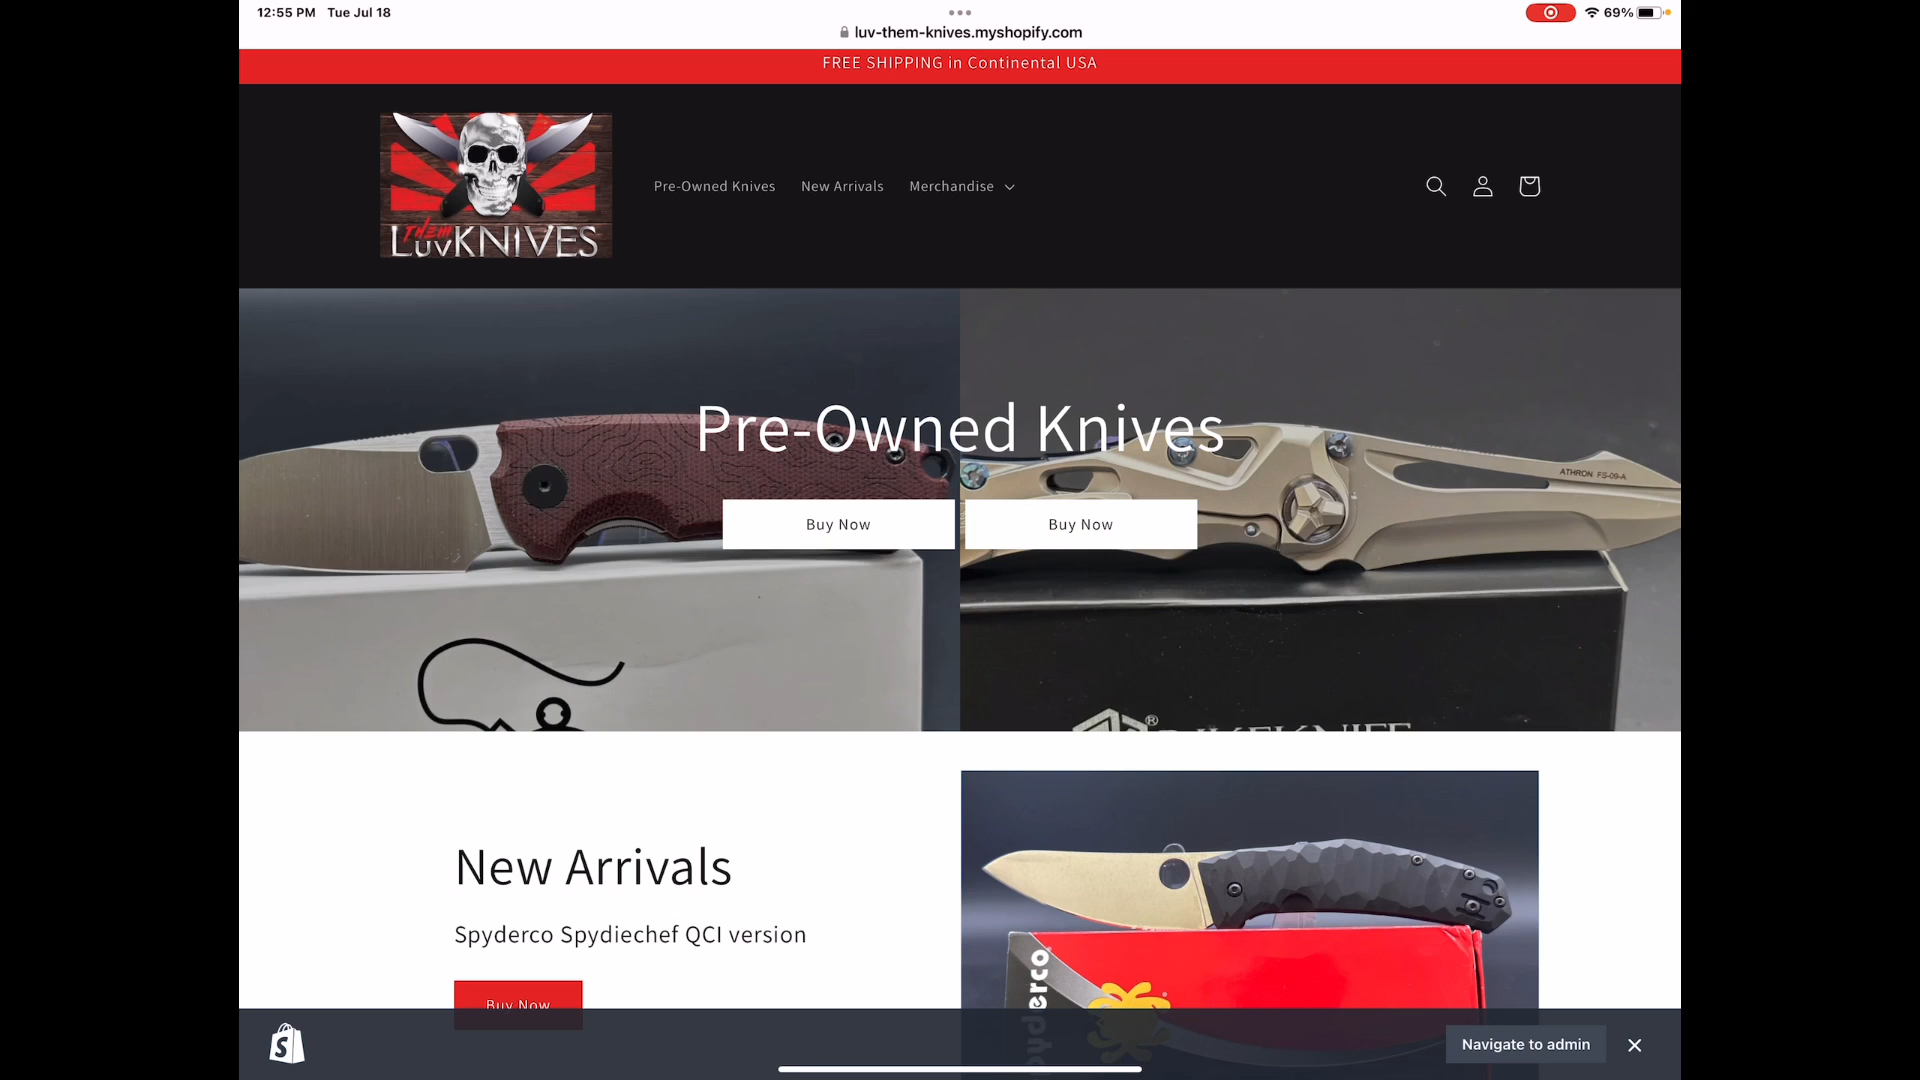 12:55 PM Tue Jul 18
69%
luv-them-knives.myshopify.com
FREE SHIPPING in Continental USA
THEM
LuvKNIVES
Pre-Owned Knives
New Arrivals
Merchandise
Pre-Owned Knives
ATHRON FS-09-A
Buy Now
Buy Now
New Arrivals
Spyderco Spydiechef QCI version
Buy Now
Navigate to admin